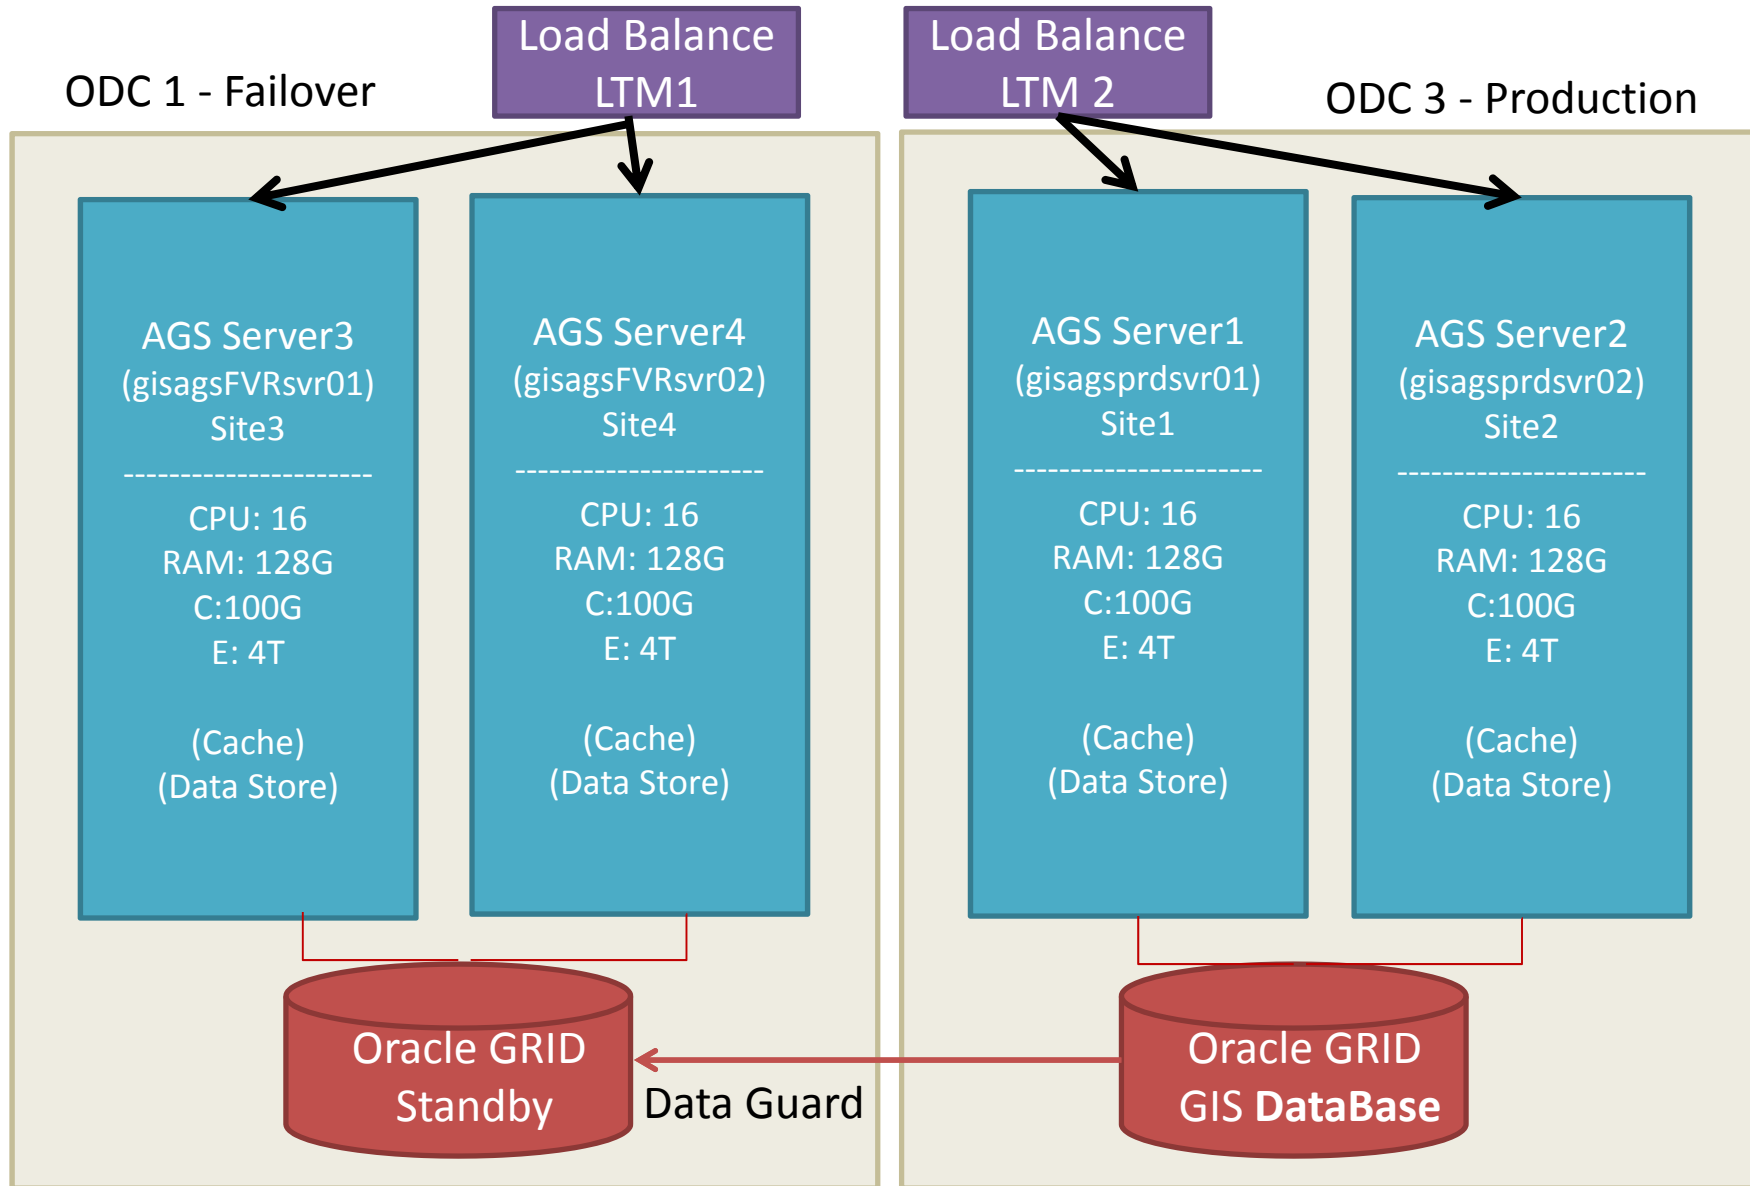 Load Balance
LTM1
Load Balance
LTM 2
ODC 1 - Failover
ODC 3 - Production
AGS Server3
(gisagsFVRsvr01)
Site3
----------------------
CPU: 16
RAM: 128G
C:100G
E: 4T
(Cache)
(Data Store)
AGS Server4
(gisagsFVRsvr02)
Site4
----------------------
CPU: 16
RAM: 128G
C:100G
E: 4T
(Cache)
(Data Store)
AGS Server1
(gisagsprdsvr01)
Site1
----------------------
CPU: 16
RAM: 128G
C:100G
E: 4T
(Cache)
(Data Store)
AGS Server2
(gisagsprdsvr02)
Site2
----------------------
CPU: 16
RAM: 128G
C:100G
E: 4T
(Cache)
(Data Store)
Oracle GRID
Standby
Data Guard
Oracle GRID
GIS DataBase